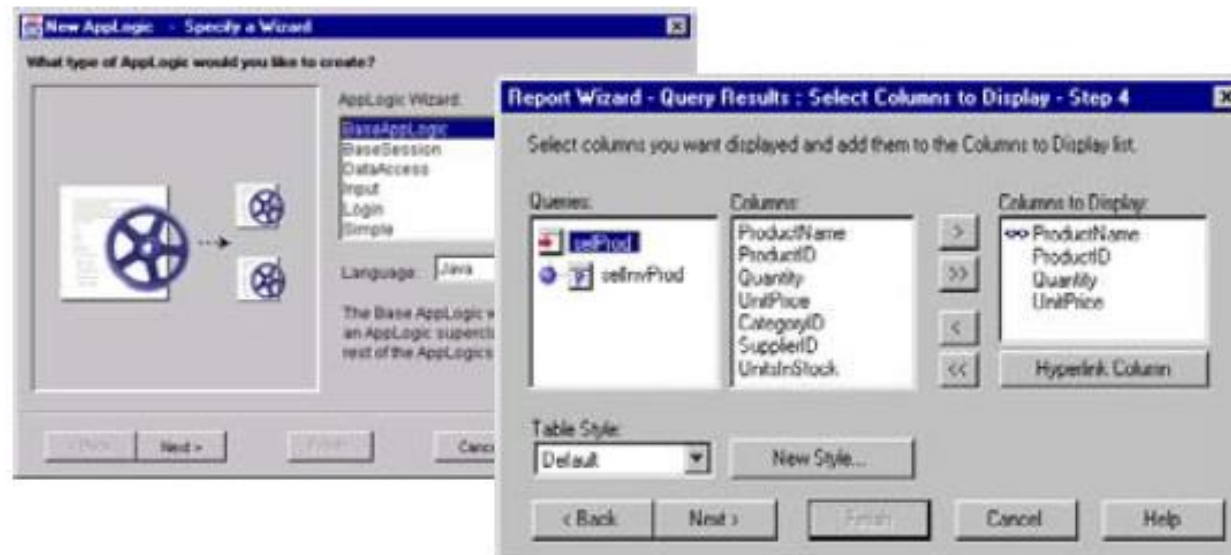 New AppLogic - Specify a Wizard
What type of AppLogic would you like to create?
AppLogic Wizard:
BaseAppLogic
BaseSession
DataAccess
Input
Login
Simple
Language: Java
The Base AppLogic w
an AppLogic supercl
rest of the AppLogics
< Back
Next >
Finish
Canc
Report Wizard - Query Results : Select Columns to Display - Step 4
Select columns you want displayed and add them to the Columns to Display list.
Queries:
selProd
selInvProd
Columns:
ProductName
ProductID
Quantity
UnitPrice
CategoryID
SupplierID
UnitsInStock
>
>>
<
<<
Columns to Display:
ProductName
ProductID
Quantity
UnitPrice
Hyperlink Column
Table Style:
Default
New Style...
< Back
Next >
Finish
Cancel
Help